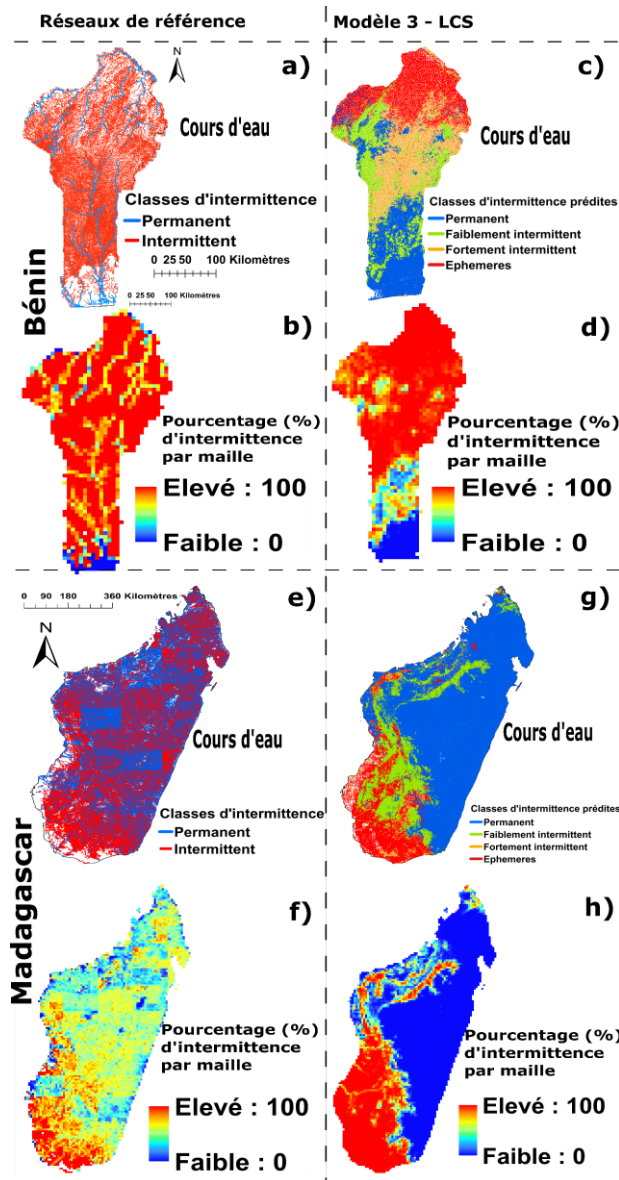 Réseaux de référence
Modèle 3 - LCS
Bénin
a)
N
Cours d'eau
Classes d'intermittence
Permanent
Intermittent
0 25 50 100 Kilomètres
0 25 50 100 Kilomètres
c)
Cours d'eau
Classes d'intermittence prédites
Permanent
Faiblement intermittent
Fortement intermittent
Ephemeres
b)
Pourcentage (%)
d'intermittence
par maille
Elevé : 100
Faible : 0
d)
Pourcentage (%)
d'intermittence
par maille
Elevé : 100
Faible : 0
Madagascar
e)
0 90 180 360 Kilomètres
N
Cours d'eau
Classes d'intermittence
Permanent
Intermittent
g)
Cours d'eau
Classes d'intermittence prédites
Permanent
Faiblement intermittent
Fortement intermittent
Ephemeres
f)
Pourcentage (%)
d'intermittence
par maille
Elevé : 100
Faible : 0
h)
Pourcentage (%)
d'intermittence
par maille
Elevé : 100
Faible : 0